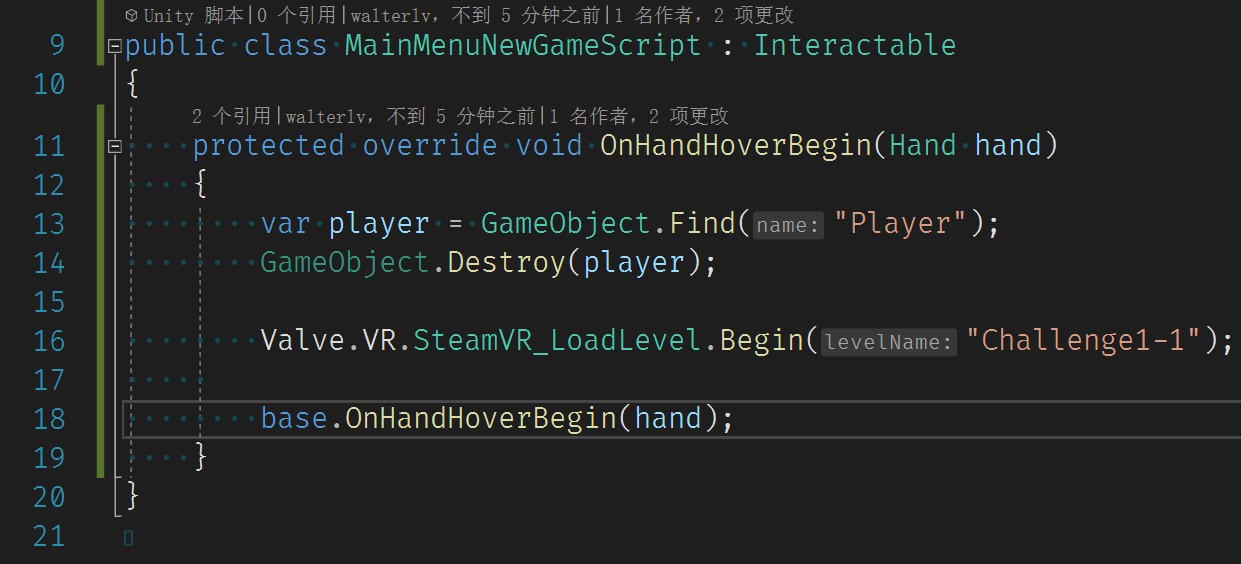 Unity 脚本|0 个引用|walterlv，不到 5 分钟之前|1 名作者，2 项更改
9 public class MainMenuNewGameScript : Interactable
10 {
2 个引用|walterlv，不到 5 分钟之前|1 名作者，2 项更改
11 protected override void OnHandHoverBegin(Hand hand)
12 {
13 var player = GameObject.Find(name: "Player");
14 GameObject.Destroy(player);
15
16 Valve.VR.SteamVR_LoadLevel.Begin(levelName: "Challenge1-1");
17
18 base.OnHandHoverBegin(hand);
19 }
20 }
21